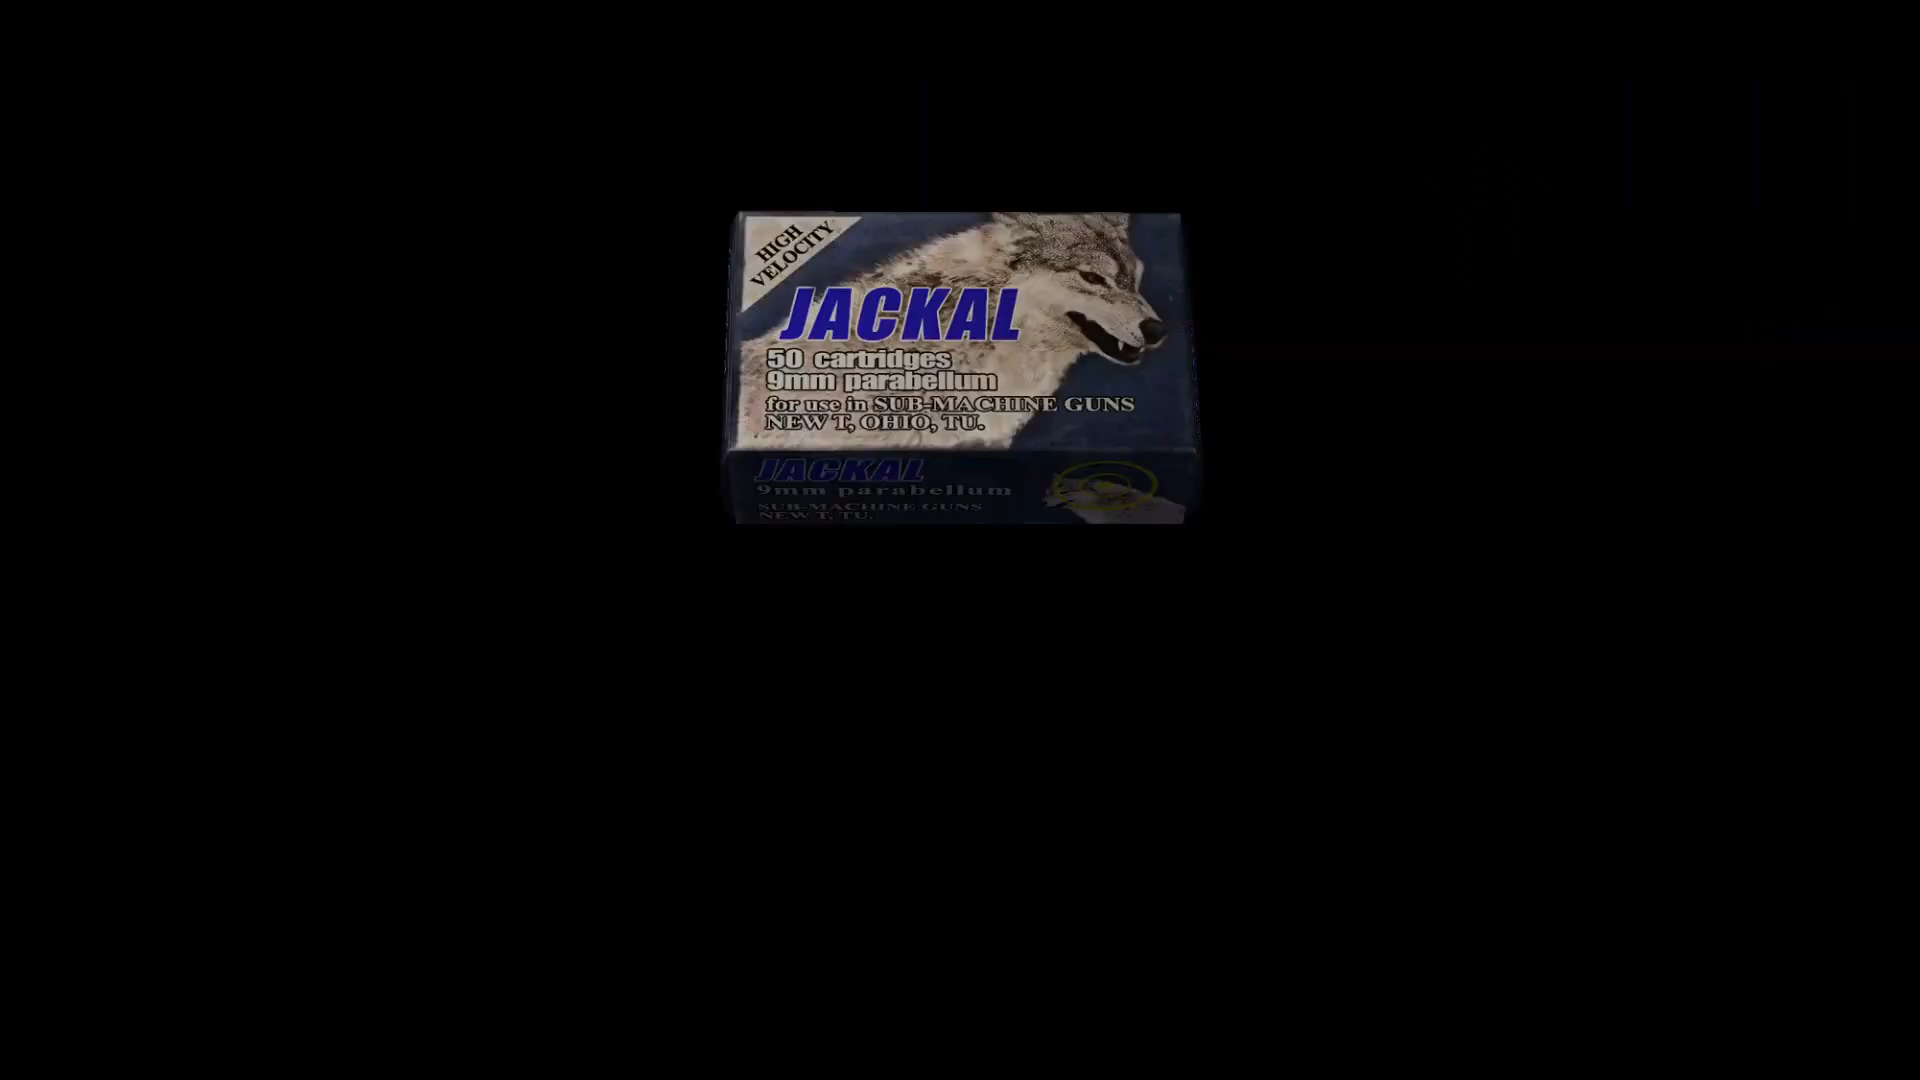 HIGH
VELOCITY
JACKAL
50 cartridges
9mm parabellum
for use in SUB-MACHINE GUNS
NEW T, OHIO, TU.
JACKAL
9mm parabellum
SUB-MACHINE GUNS
NEW T, TU.